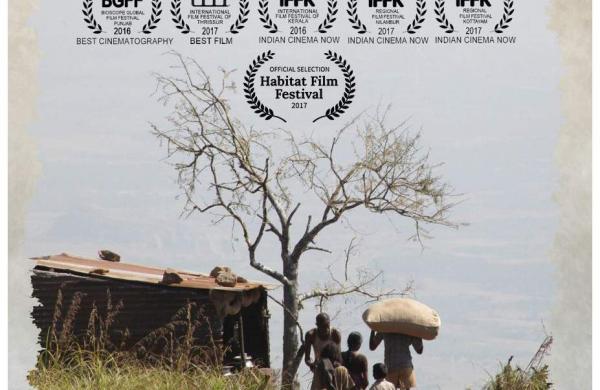 BGFF
BIOSCOPE GLOBAL
FILM FESTIVAL
PUNJAB
2016
BEST CINEMATOGRAPHY
INTERNATIONAL
FILM FESTIVAL OF
THRISSUR
2017
BEST FILM
IFFK
INTERNATIONAL
FILM FESTIVAL OF
KERALA
2016
INDIAN CINEMA NOW
IFFK
REGIONAL
FILM FESTIVAL
NILANBUR
2017
INDIAN CINEMA NOW
IFFK
REGIONAL
FILM FESTIVAL
KOTTAYAM
2017
INDIAN CINEMA NOW
OFFICIAL SELECTION
Habitat Film
Festival
2017